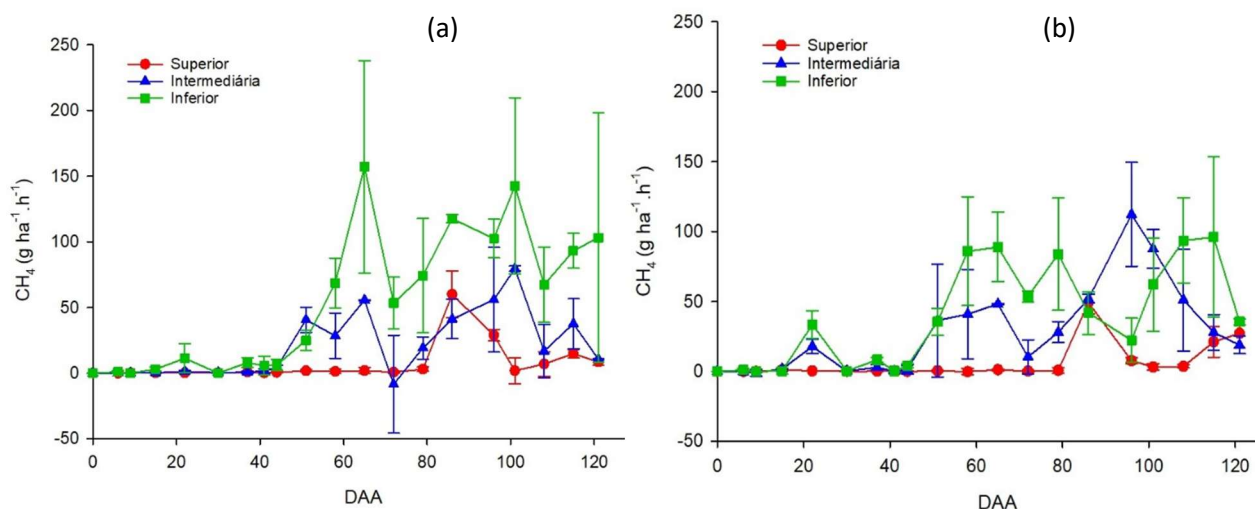 (a)
250
200
150
100
50
0
-50
CH₄ (g ha⁻¹.h⁻¹)
Superior
Intermediária
Inferior
0 20 40 60 80 100 120
DAA
(b)
250
200
150
100
50
0
-50
CH₄ (g ha⁻¹.h⁻¹)
Superior
Intermediária
Inferior
0 20 40 60 80 100 120
DAA